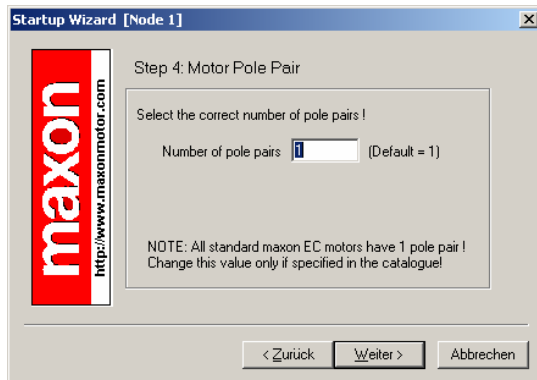 Startup Wizard [Node 1]
maxon
http://www.maxonmotor.com
Step 4: Motor Pole Pair
Select the correct number of pole pairs !
Number of pole pairs 1 (Default = 1)
NOTE: All standard maxon EC motors have 1 pole pair !
Change this value only if specified in the catalogue!
< Zurück Weiter > Abbrechen